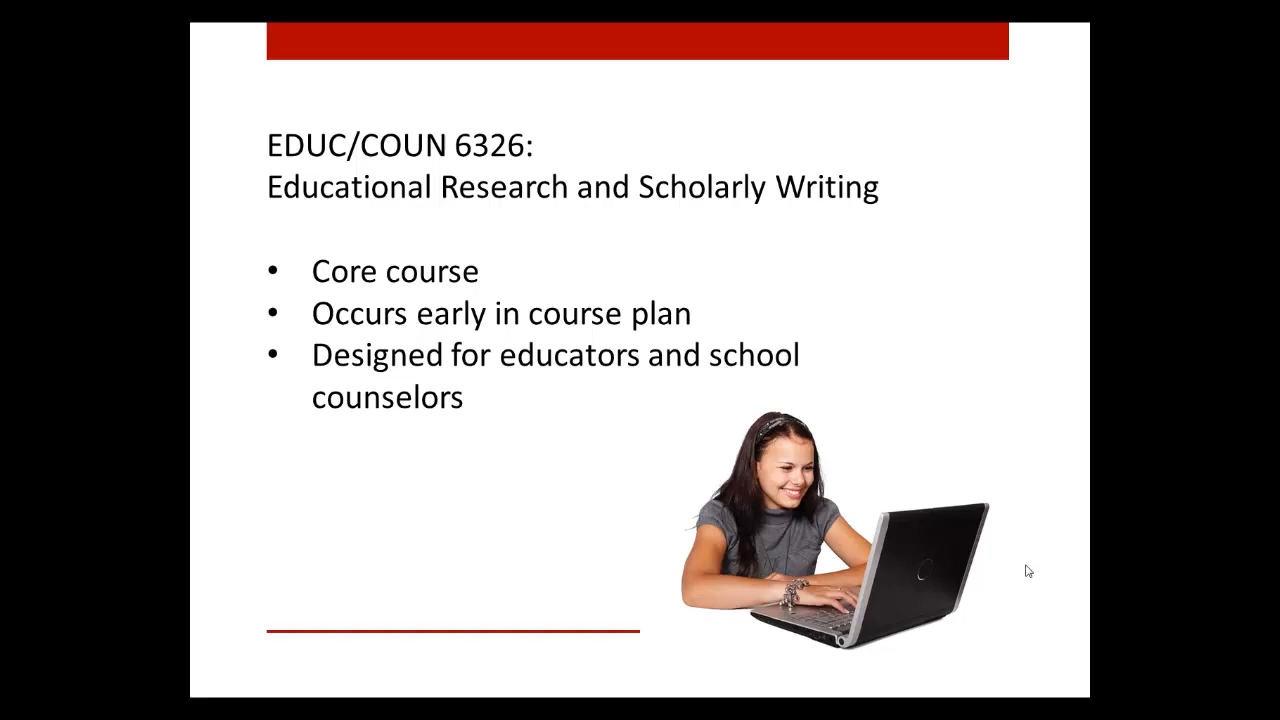 EDUC/COUN 6326:
Educational Research and Scholarly Writing
• Core course
• Occurs early in course plan
• Designed for educators and school
counselors